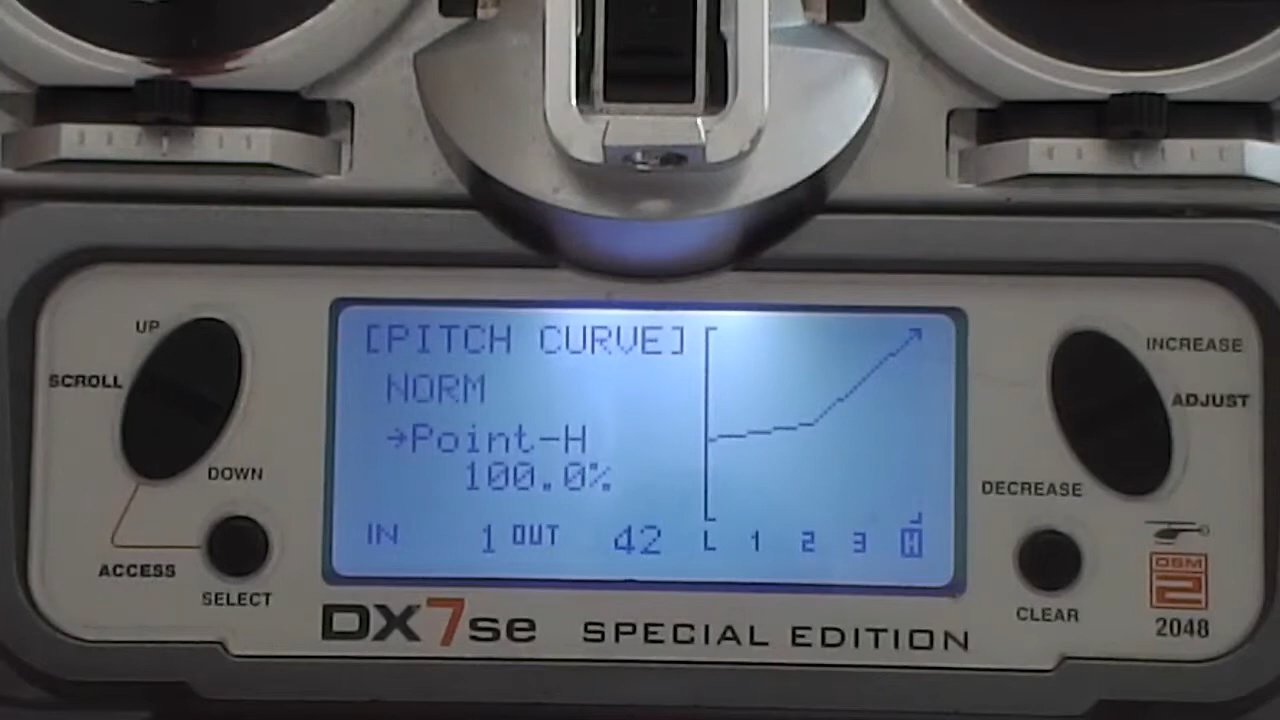 UP
SCROLL
DOWN
ACCESS
SELECT
[PITCH CURVE]
NORM
→Point-H
100.0%
IN 1 OUT 42 L 1 2 3 H
INCREASE
ADJUST
DECREASE
CLEAR
DSM
2
2048
DX7se SPECIAL EDITION